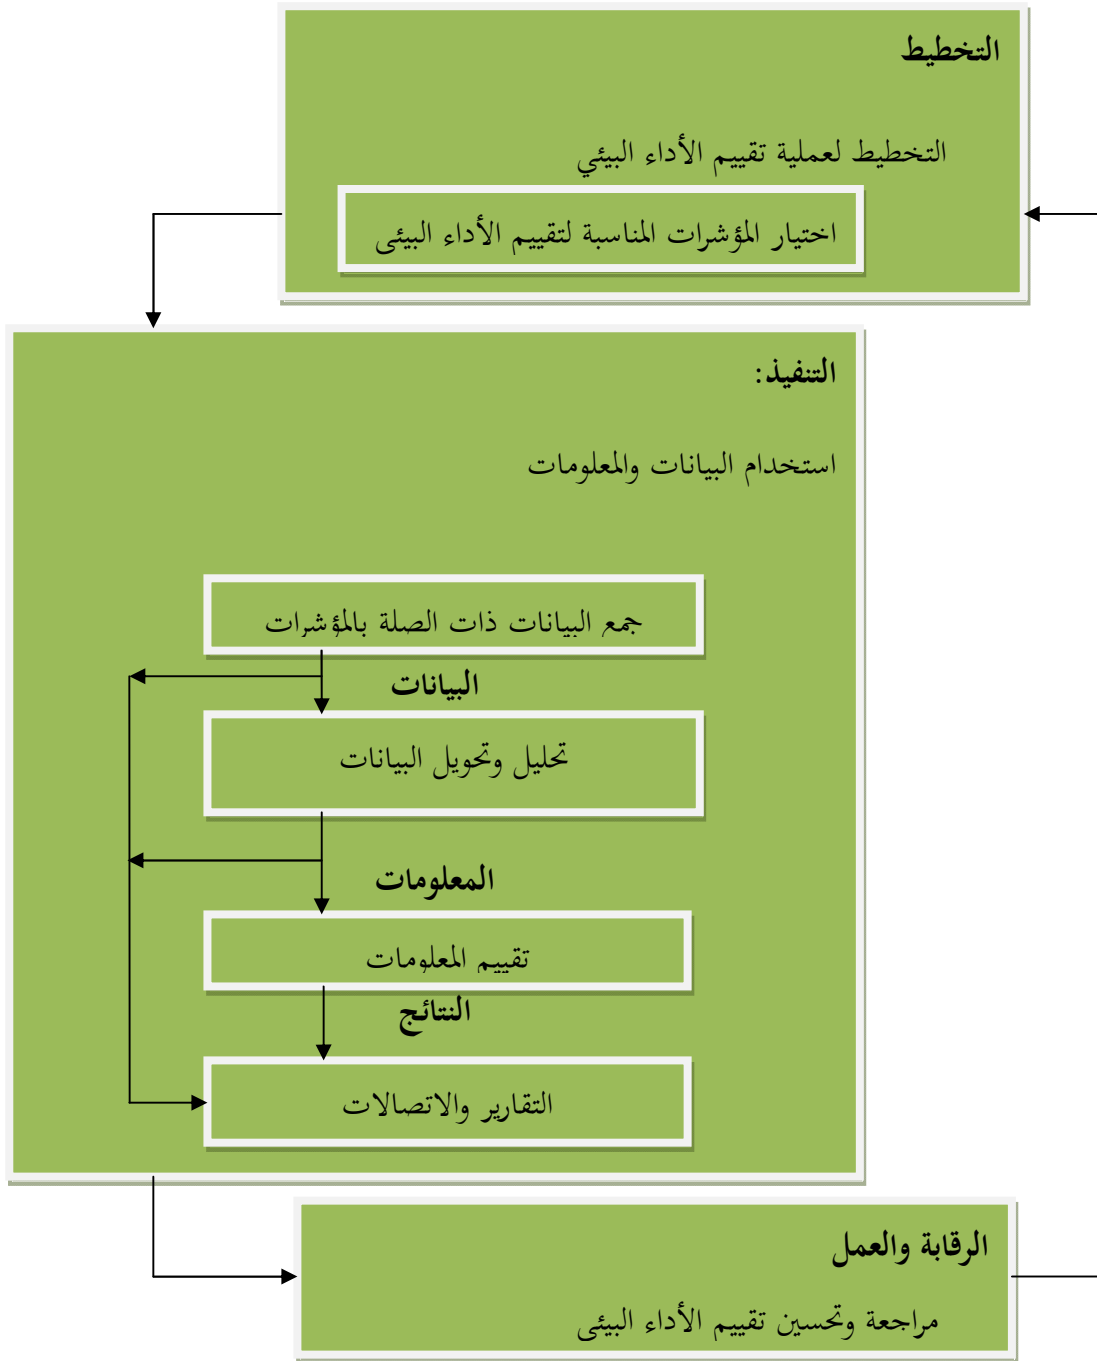 التخطيط
التخطيط لعملية تقييم الأداء البيئي
اختيار المؤشرات المناسبة لتقييم الأداء البيئى
التنفيذ:
استخدام البيانات والمعلومات
جمع البيانات ذات الصلة بالمؤشرات
البيانات
تحليل وتحويل البيانات
المعلومات
تقييم المعلومات
النتائج
التقارير والاتصالات
الرقابة والعمل
مراجعة وتحسين تقييم الأداء البيئى